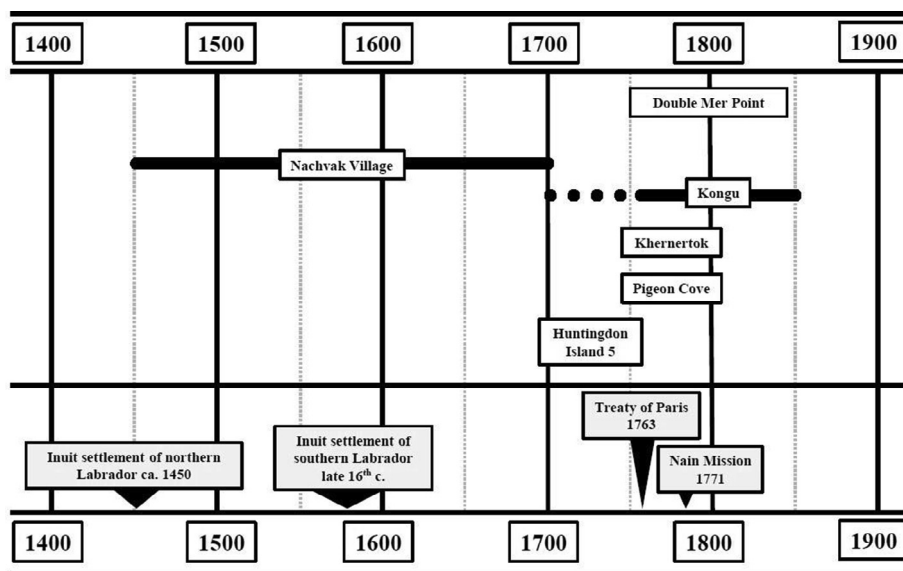 1400 1500 1600 1700 1800 1900
Double Mer Point
Nachvak Village
Kongu
Khernertok
Pigeon Cove
Huntingdon
Island 5
Treaty of Paris
1763
Inuit settlement of northern
Labrador ca. 1450
Inuit settlement of
southern Labrador
late 16th c.
Nain Mission
1771
1400 1500 1600 1700 1800 1900